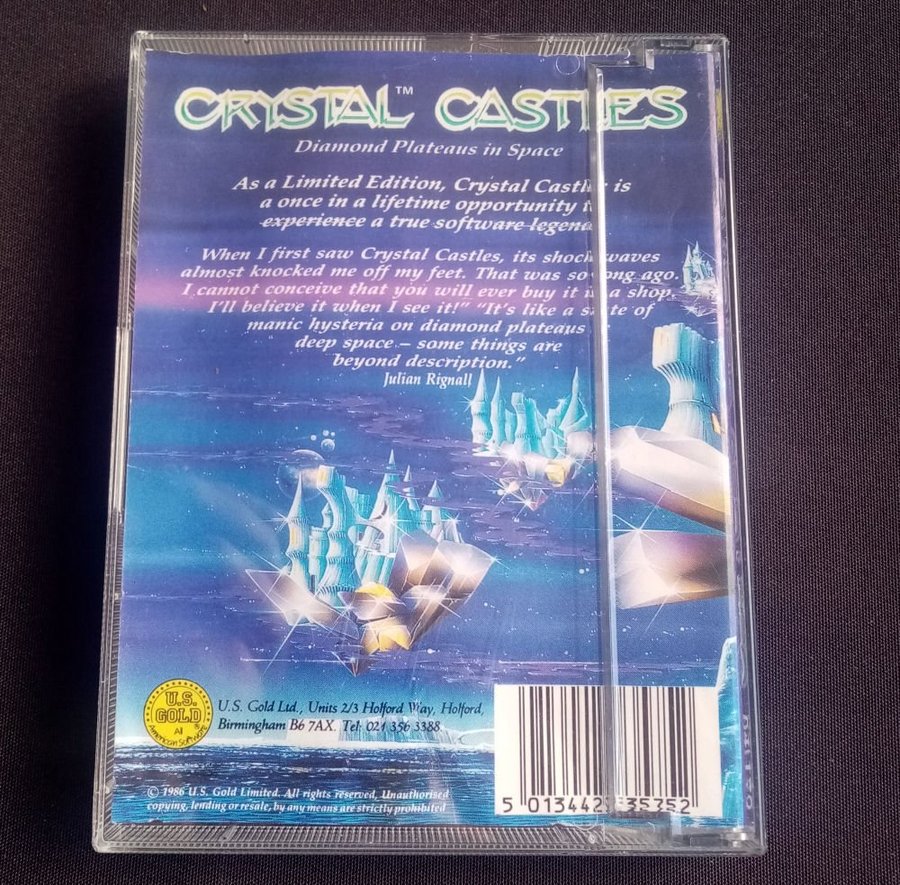 CRYSTAL™ CASTLES
Diamond Plateaus in Space
As a Limited Edition, Crystal Castles is
a once in a lifetime opportunity
experience a true software legend
When I first saw Crystal Castles, its shock waves
almost knocked me off my feet. That was so long ago.
I cannot conceive that you will ever buy it in a shop.
I'll believe it when I see it!" "It's like a state of
manic hysteria on diamond plateaus
deep space – some things are
beyond description."
Julian Rignall
U.S.
GOLD
All
American Software
U.S. Gold Ltd., Units 2/3 Holford Way, Holford,
Birmingham B6 7AX. Tel: 021 356 3388.
© 1986 U.S. Gold Limited. All rights reserved, Unauthorised
copying, lending or resale, by any means are strictly prohibited